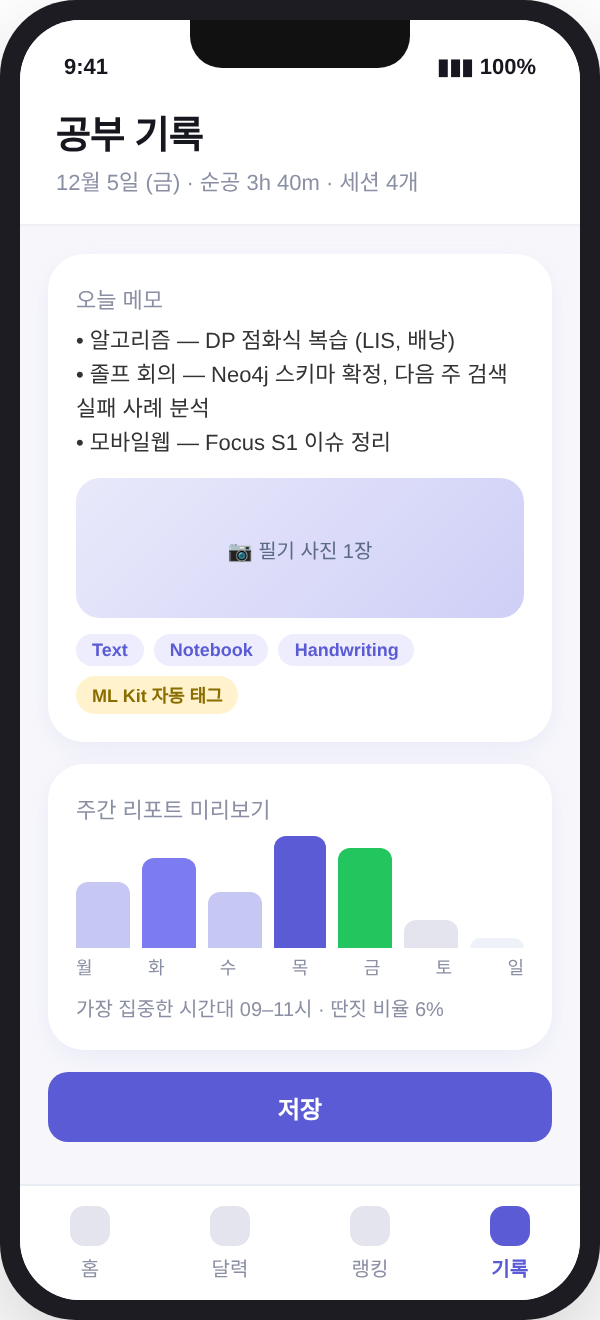 9:41
100%
공부 기록
12월 5일 (금) · 순공 3h 40m · 세션 4개
오늘 메모
• 알고리즘 — DP 점화식 복습 (LIS, 배낭)
• 졸프 회의 — Neo4j 스키마 확정, 다음 주 검색
실패 사례 분석
• 모바일웹 — Focus S1 이슈 정리
📷 필기 사진 1장
Text Notebook Handwriting
ML Kit 자동 태그
주간 리포트 미리보기
월 화 수 목 금 토 일
가장 집중한 시간대 09–11시 · 딴짓 비율 6%
저장
홈 달력 랭킹 기록